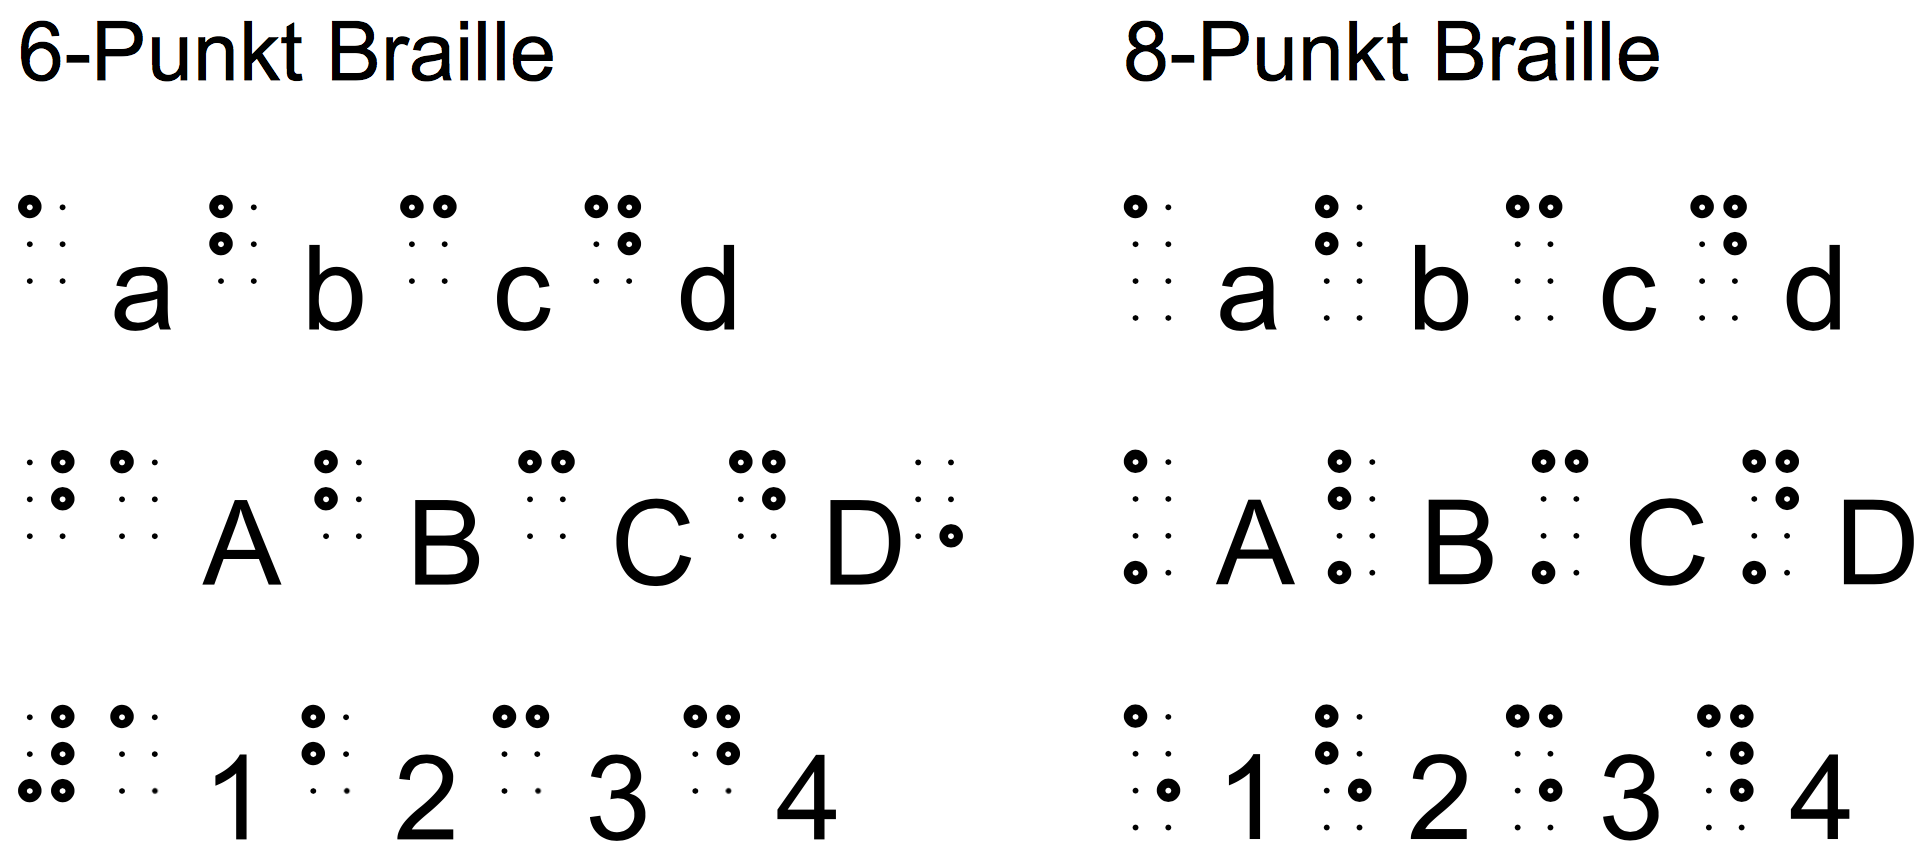 6-Punkt Braille
⠁a ⠃b ⠉c ⠙d
⠘⠁A ⠃B ⠉C ⠙D⠠
⠼⠁1 ⠃2 ⠉3 ⠙4
8-Punkt Braille
⠁a ⠃b ⠉c ⠙d
⡁A ⡃B ⡉C ⡙D
⠡1 ⠣2 ⠩3 ⠹4